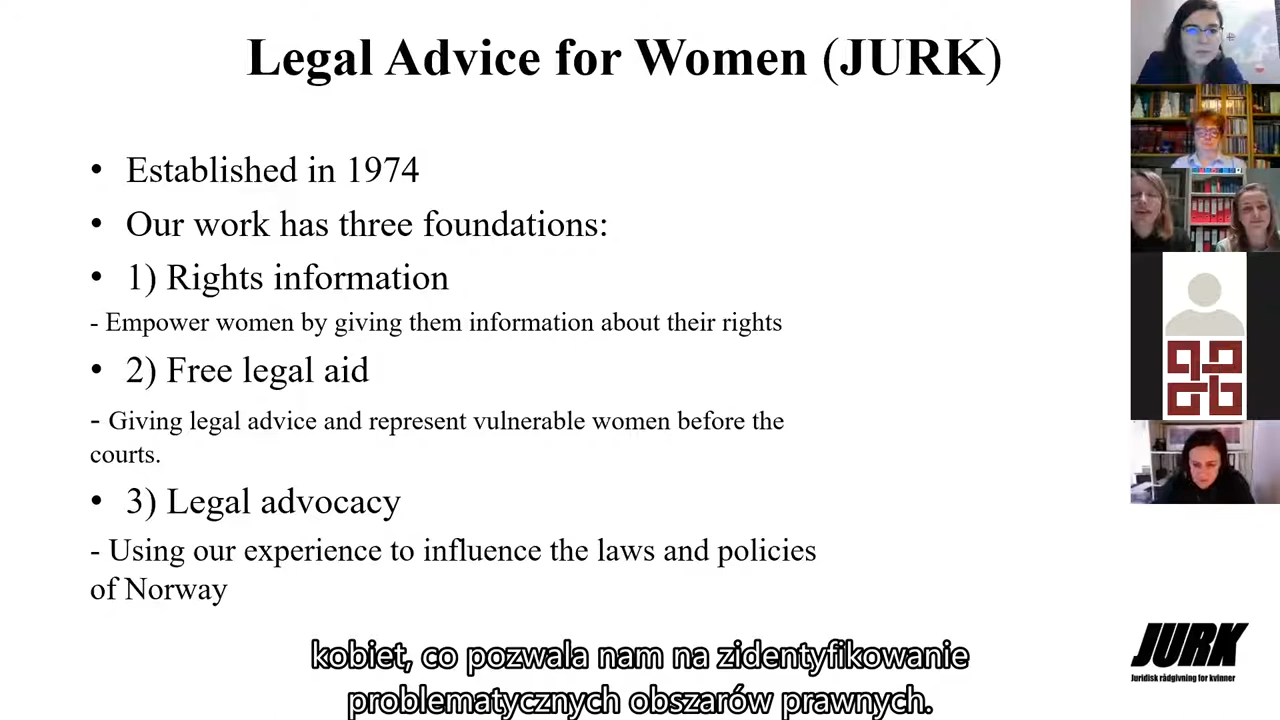 Legal Advice for Women (JURK)
• Established in 1974
• Our work has three foundations:
• 1) Rights information
- Empower women by giving them information about their rights
• 2) Free legal aid
- Giving legal advice and represent vulnerable women before the
courts.
• 3) Legal advocacy
- Using our experience to influence the laws and policies
of Norway
JURK
Juridisk rådgivning for kvinner
kobiet, co pozwala nam na zidentyfikowanie
problematycznych obszarów prawnych.